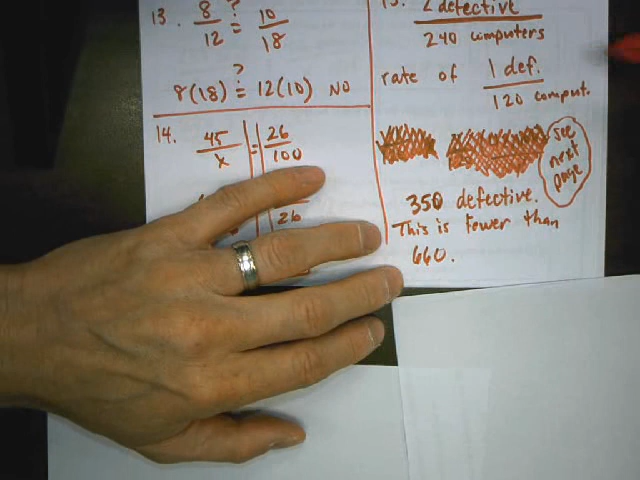 13. 8/12 ?= 10/18
8(18) ?= 12(10) NO
14. 45/x = 26/100
26
2 defective
240 computers
rate of 1 def.
120 comput.
see
next
page
350 defective.
This is fewer than
660.